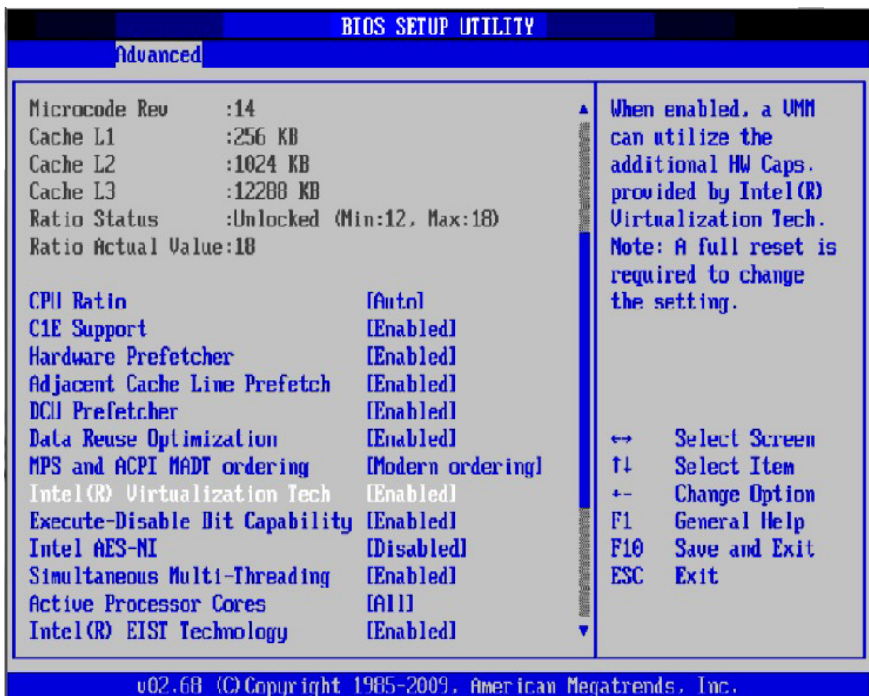 BIOS SETUP UTILITY
Advanced
Microcode Rev :14
Cache L1 :256 KB
Cache L2 :1024 KB
Cache L3 :12288 KB
Ratio Status :Unlocked (Min:12, Max:18)
Ratio Actual Value:18
CPU Ratio [Auto]
C1E Support [Enabled]
Hardware Prefetcher [Enabled]
Adjacent Cache Line Prefetch [Enabled]
DCU Prefetcher [Enabled]
Data Reuse Optimization [Enabled]
MPS and ACPI MADT ordering [Modern ordering]
Intel(R) Virtualization Tech [Enabled]
Execute-Disable Bit Capability [Enabled]
Intel AES-NI [Disabled]
Simultaneous Multi-Threading [Enabled]
Active Processor Cores [All]
Intel(R) EIST Technology [Enabled]
When enabled, a VMM
can utilize the
additional HW Caps.
provided by Intel(R)
Virtualization Tech.
Note: A full reset is
required to change
the setting.
↔ Select Screen
↑↓ Select Item
+- Change Option
F1 General Help
F10 Save and Exit
ESC Exit
v02.68 (C)Copyright 1985-2009, American Megatrends, Inc.